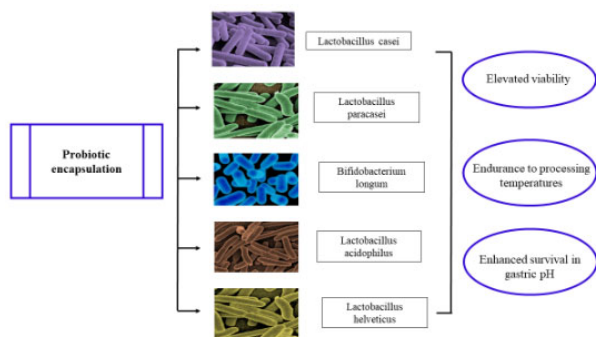 Probiotic
encapsulation
Lactobacillus casei
Lactobacillus
paracasei
Bifidobacterium
longum
Lactobacillus
acidophilus
Lactobacillus
helveticus
Elevated viability
Endurance to processing
temperatures
Enhanced survival in
gastric pH